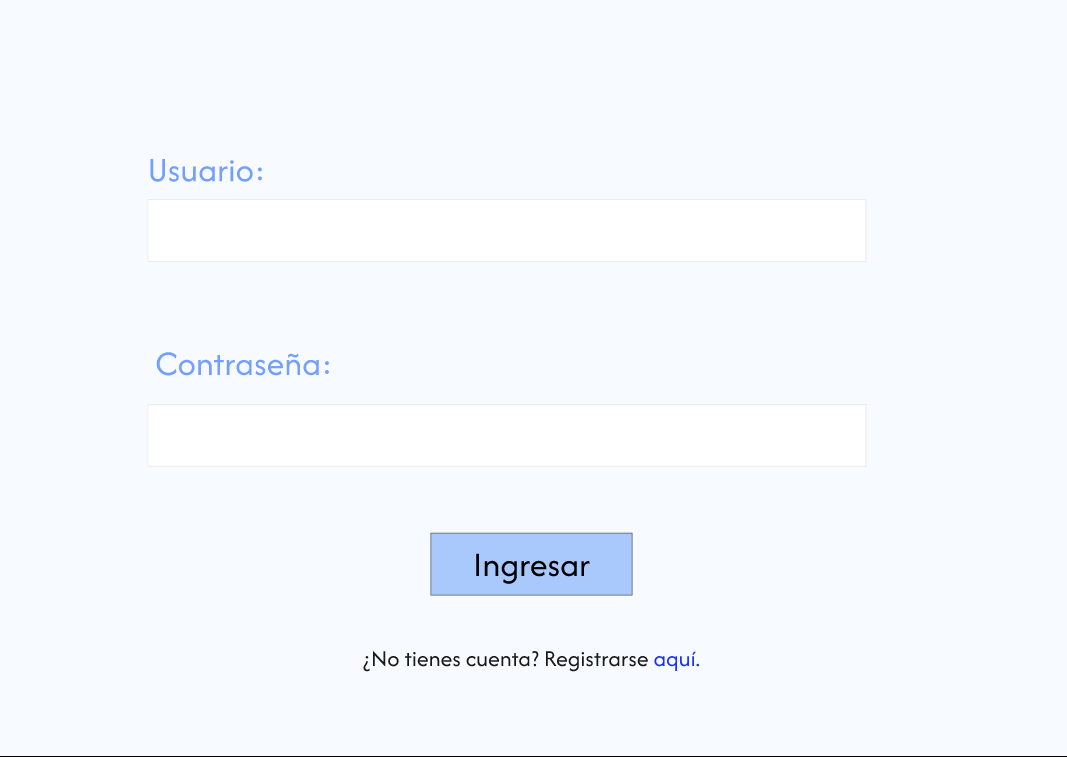 Usuario:
Contraseña:
Ingresar
¿No tienes cuenta? Registrarse aquí.